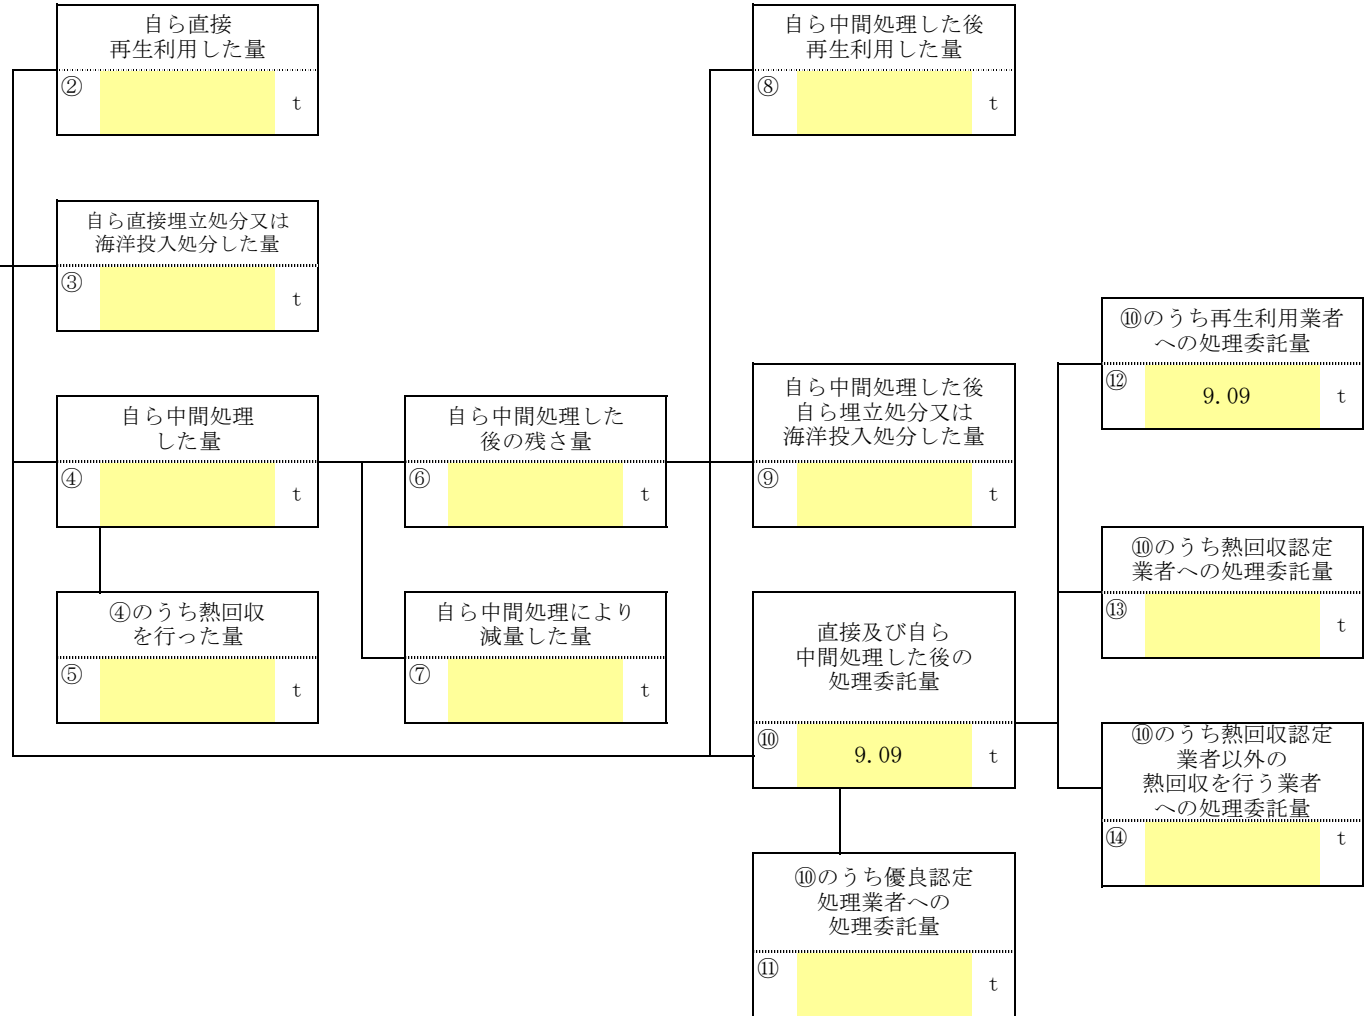 自ら直接
再生利用した量
②
t
自ら中間処理した後
再生利用した量
⑧
t
自ら直接埋立処分又は
海洋投入処分した量
③
t
⑩のうち再生利用業者
への処理委託量
⑫
9.09
t
自ら中間処理
した量
④
t
自ら中間処理した
後の残さ量
⑥
t
自ら中間処理した後
自ら埋立処分又は
海洋投入処分した量
⑨
t
⑩のうち熱回収認定
業者への処理委託量
⑬
t
④のうち熱回収
を行った量
⑤
t
自ら中間処理により
減量した量
⑦
t
直接及び自ら
中間処理した後の
処理委託量
⑩
9.09
t
⑩のうち熱回収認定
業者以外の
熱回収を行う業者
への処理委託量
⑭
t
⑩のうち優良認定
処理業者への
処理委託量
⑪
t